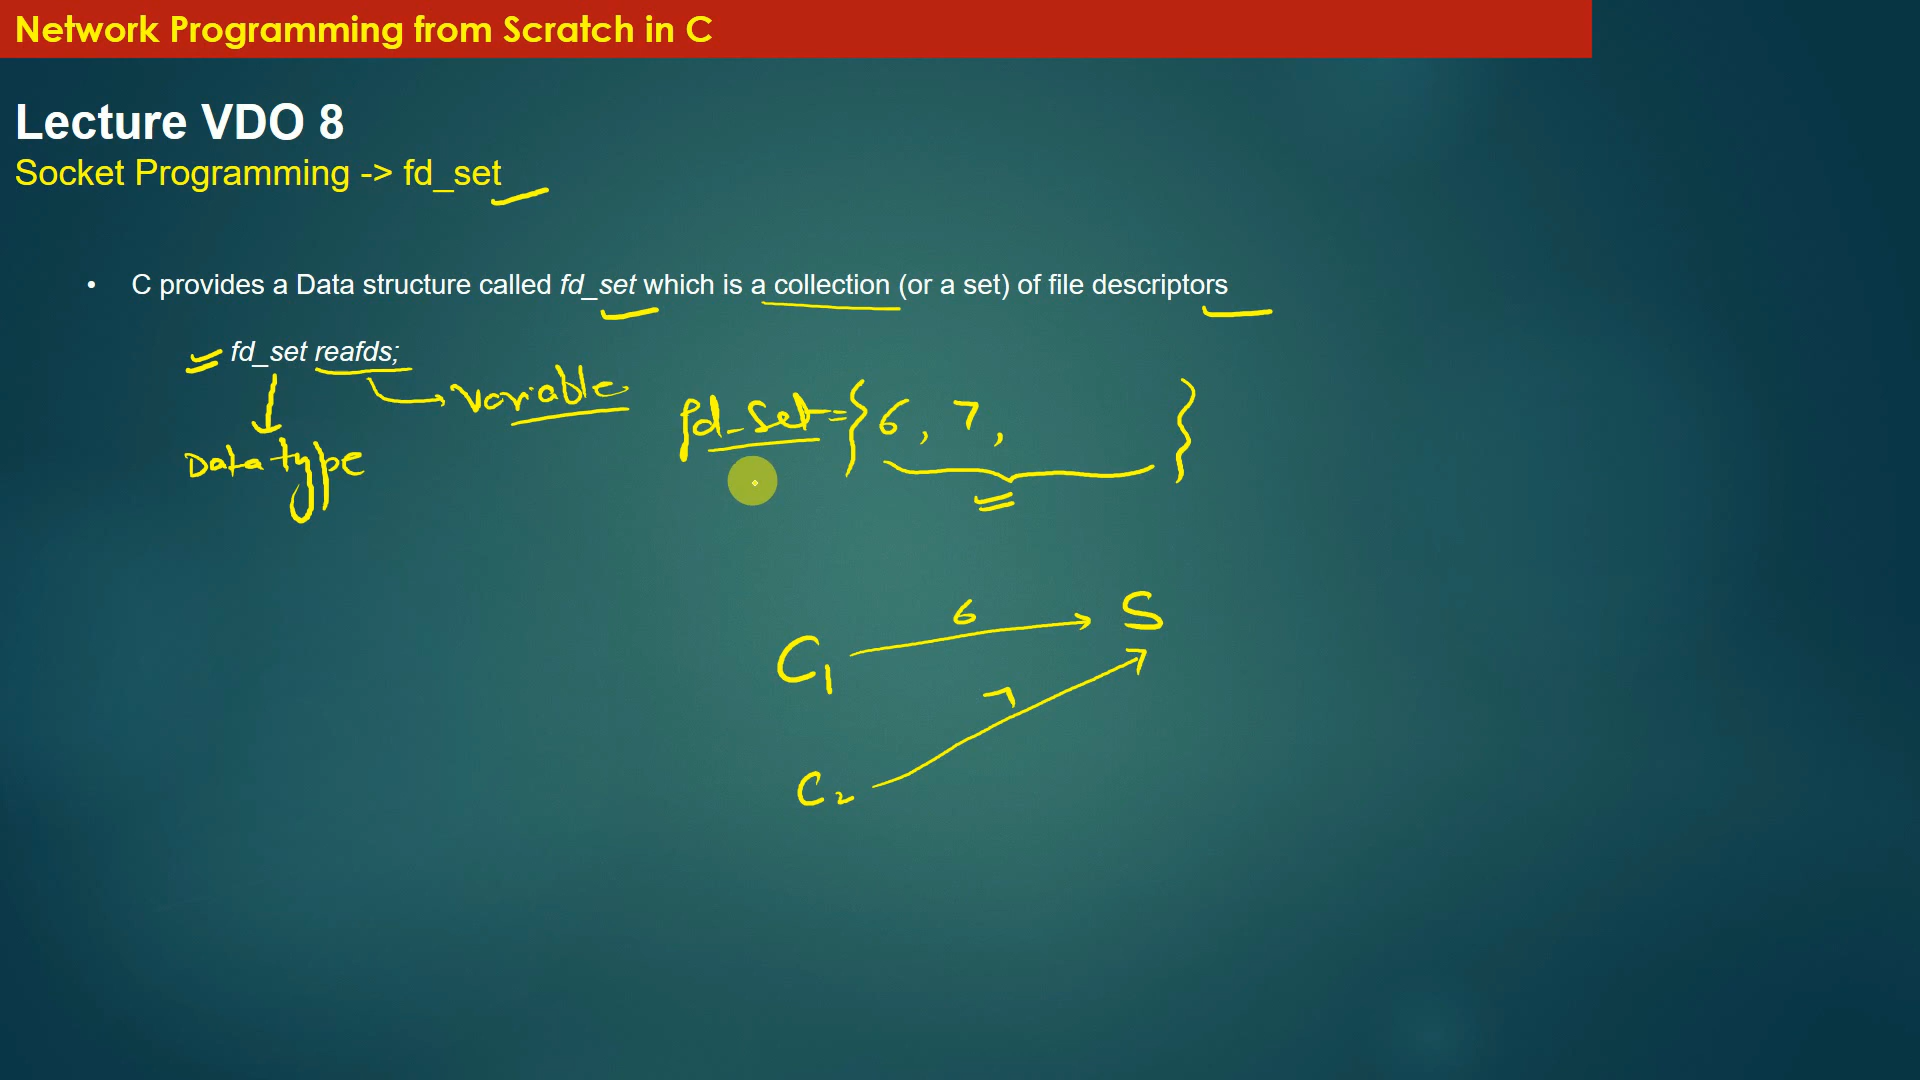 Network Programming from Scratch in C
Lecture VDO 8
Socket Programming -> fd_set
• C provides a Data structure called fd_set which is a collection (or a set) of file descriptors
fd_set reafds;
variable
fd_set = { 6, 7, }
Data type
6
S
C1
7
C2